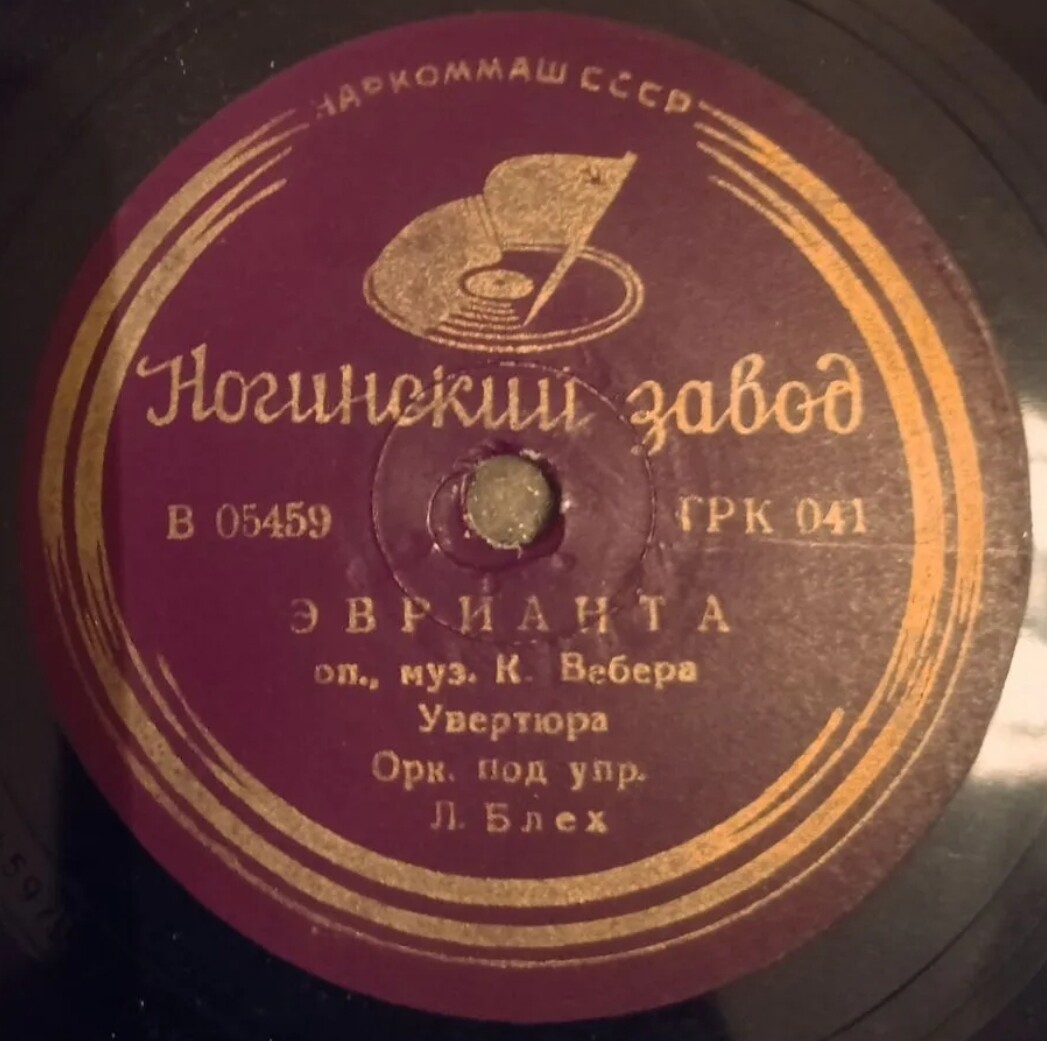 НАРКОММАШ СССР
Ногинский завод
В 05459 ГРК 041
ЭВРИАНТА
оп., муз. К. Вебера
Увертюра
Орк. под упр.
Л. Блех